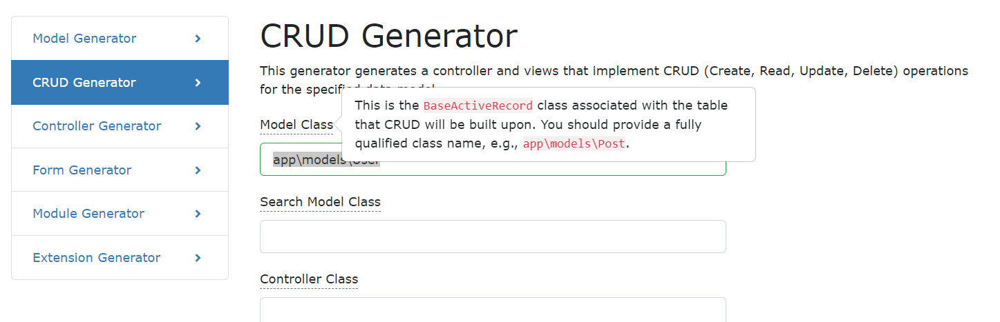 Model Generator
CRUD Generator
Controller Generator
Form Generator
Module Generator
Extension Generator
CRUD Generator
This generator generates a controller and views that implement CRUD (Create, Read, Update, Delete) operations
for the specified data model.
Model Class
This is the BaseActiveRecord class associated with the table
that CRUD will be built upon. You should provide a fully
qualified class name, e.g., app\models\Post.
app\models\User
Search Model Class
Controller Class